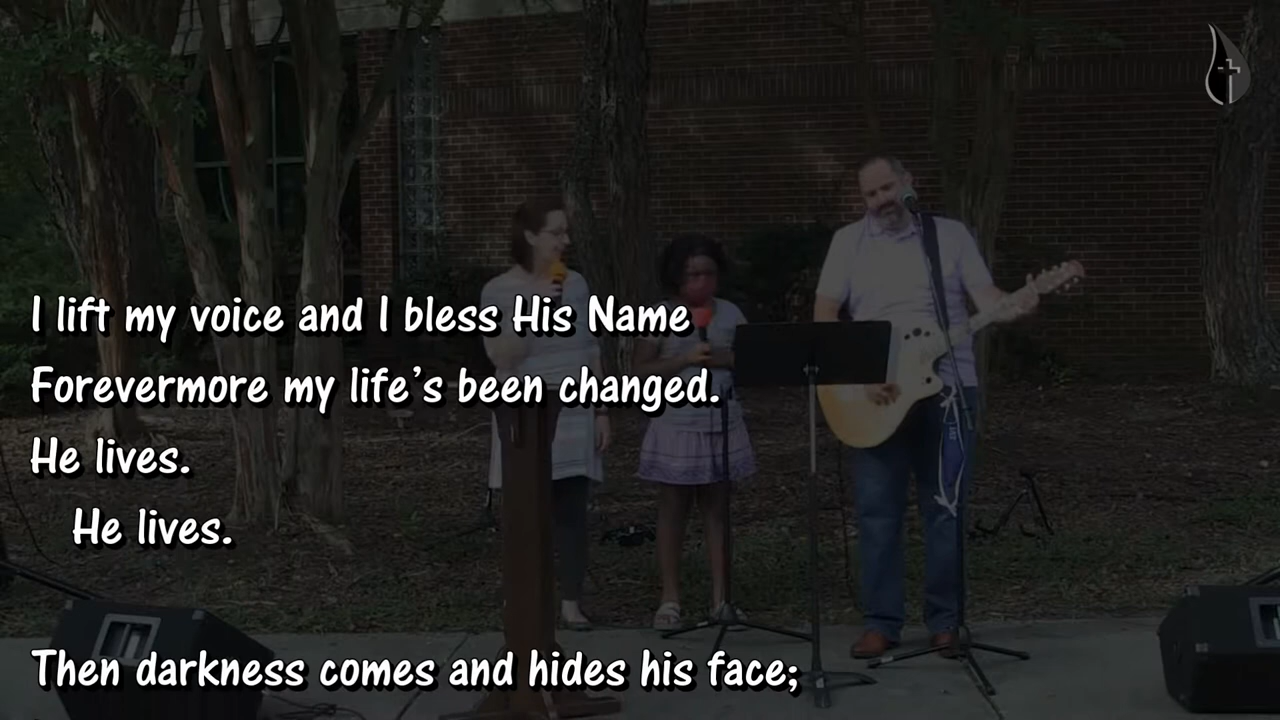 I lift my voice and I bless His Name
Forevermore my life's been changed.
He lives.
He lives.
Then darkness comes and hides his face;